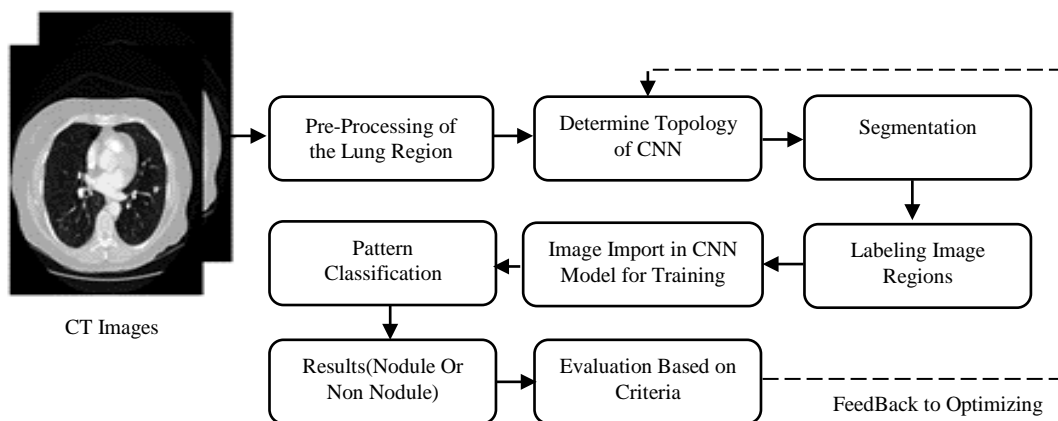 Pre-Processing of
the Lung Region
Determine Topology
of CNN
Segmentation
Labeling Image
Regions
Image Import in CNN
Model for Training
Pattern
Classification
CT Images
Results(Nodule Or
Non Nodule)
Evaluation Based on
Criteria
FeedBack to Optimizing